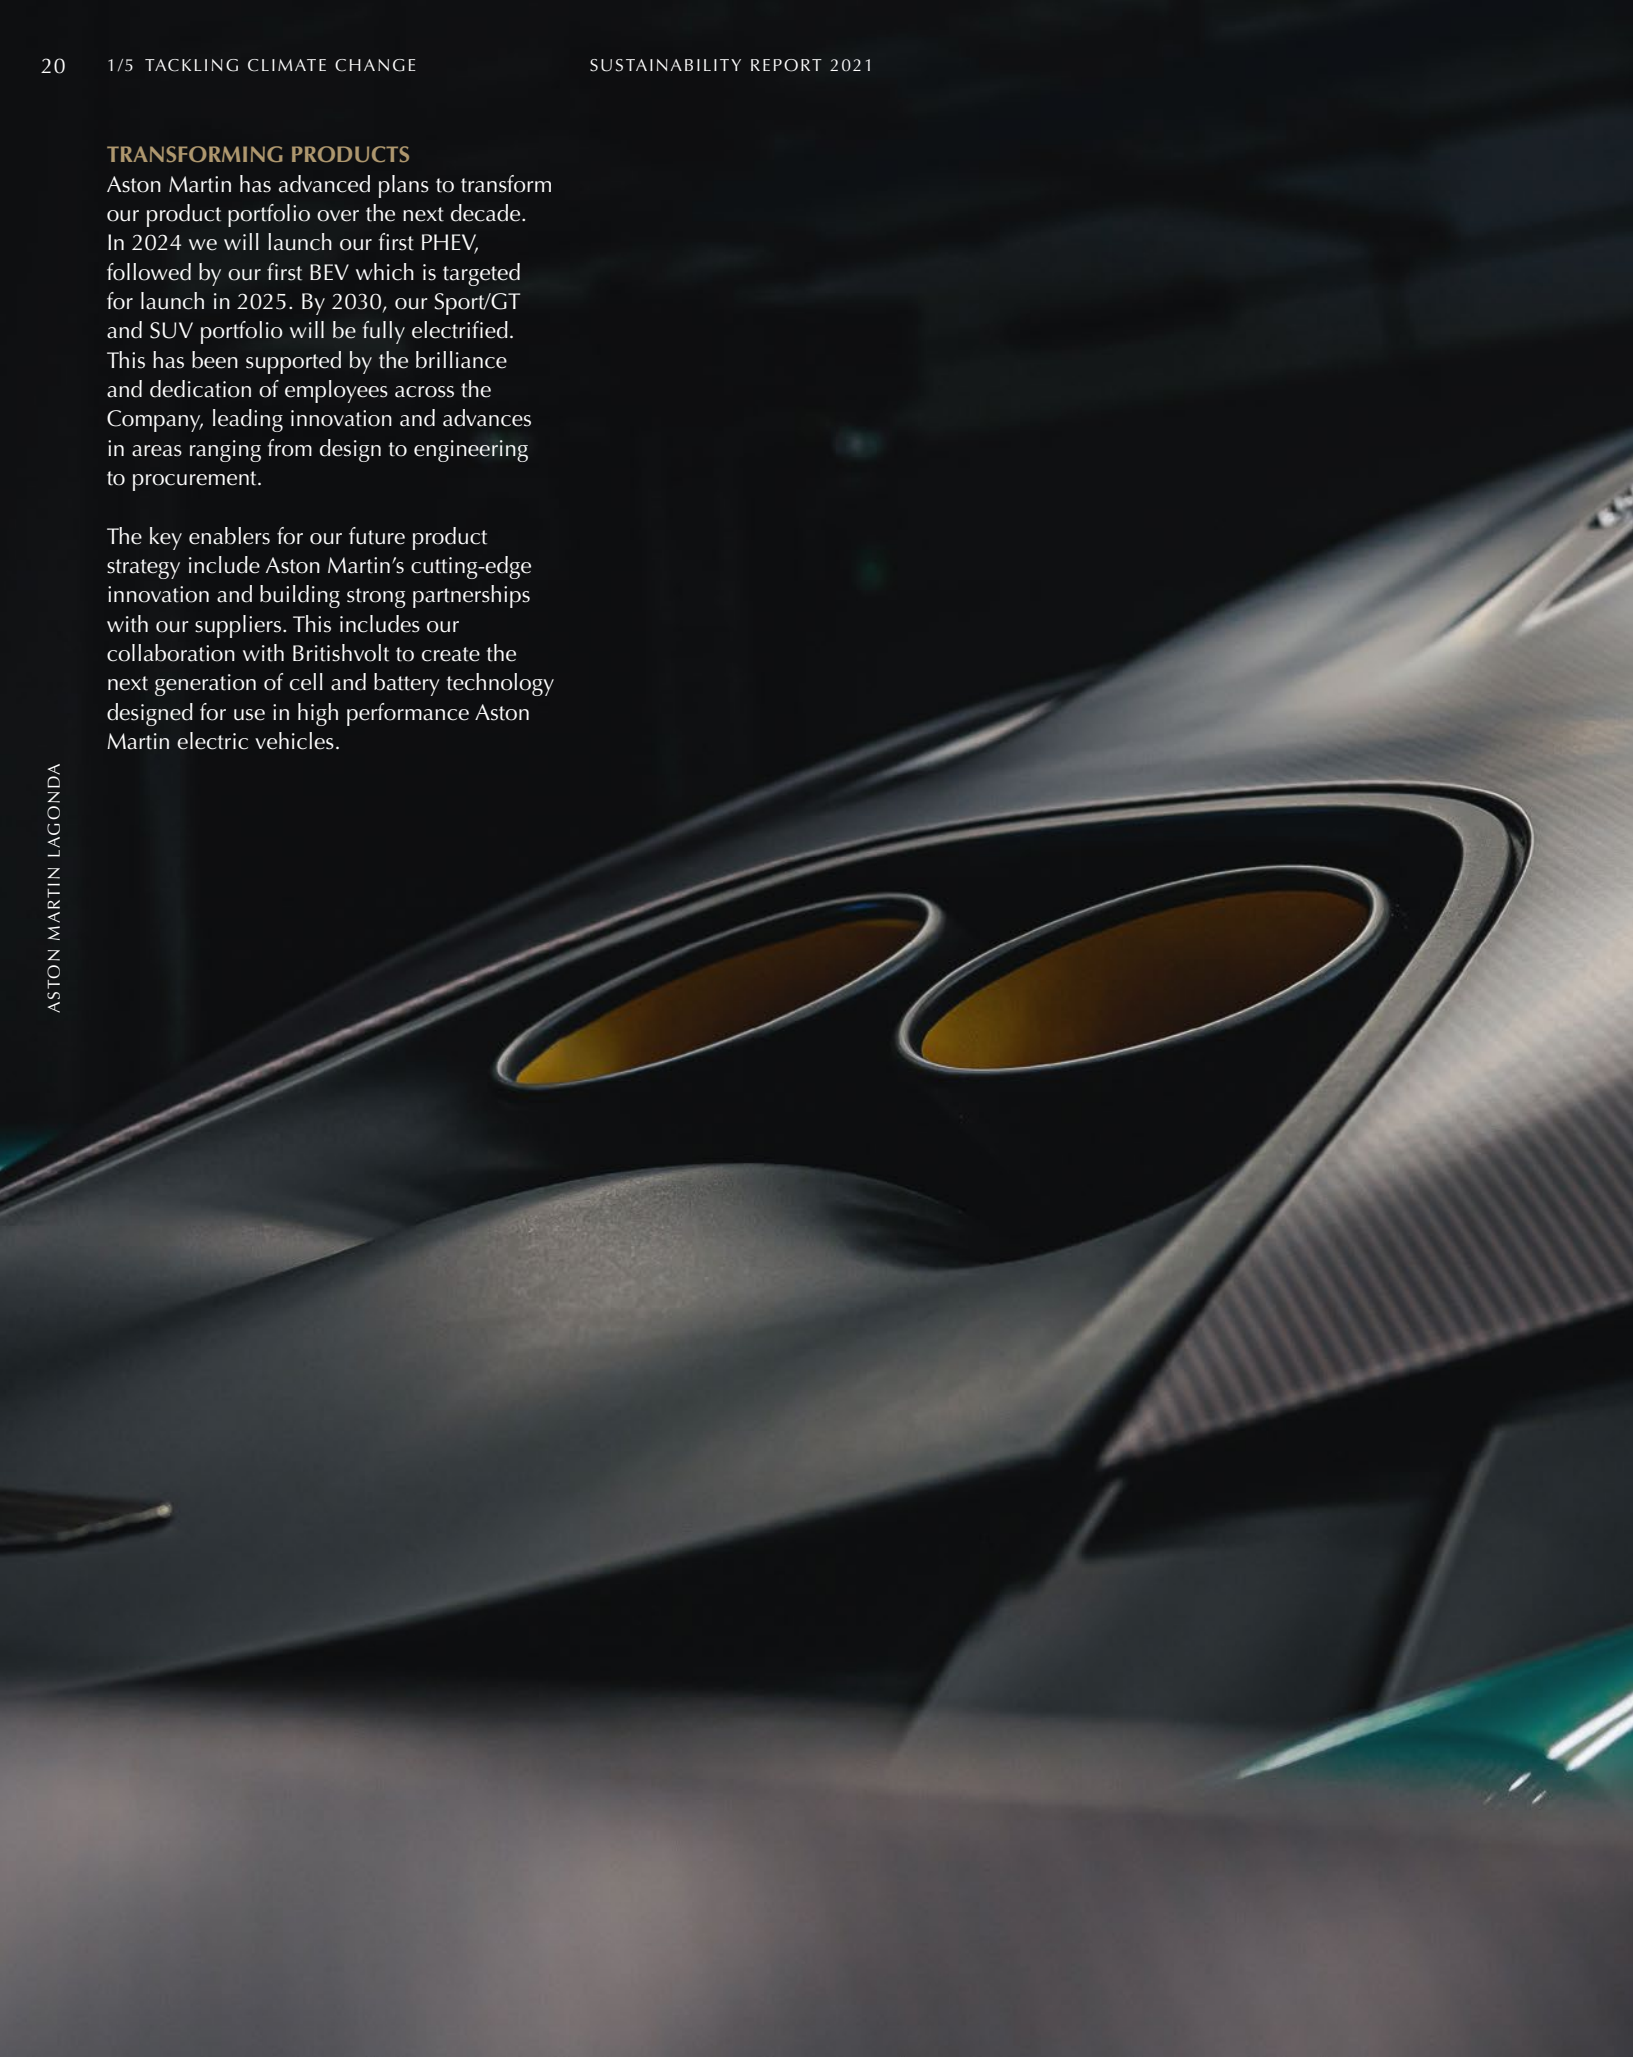 20
1/5 TACKLING CLIMATE CHANGE
SUSTAINABILITY REPORT 2021
TRANSFORMING PRODUCTS
Aston Martin has advanced plans to transform
our product portfolio over the next decade.
In 2024 we will launch our first PHEV,
followed by our first BEV which is targeted
for launch in 2025. By 2030, our Sport/GT
and SUV portfolio will be fully electrified.
This has been supported by the brilliance
and dedication of employees across the
Company, leading innovation and advances
in areas ranging from design to engineering
to procurement.
The key enablers for our future product
strategy include Aston Martin’s cutting-edge
innovation and building strong partnerships
with our suppliers. This includes our
collaboration with Britishvolt to create the
next generation of cell and battery technology
designed for use in high performance Aston
Martin electric vehicles.
ASTON MARTIN LAGONDA